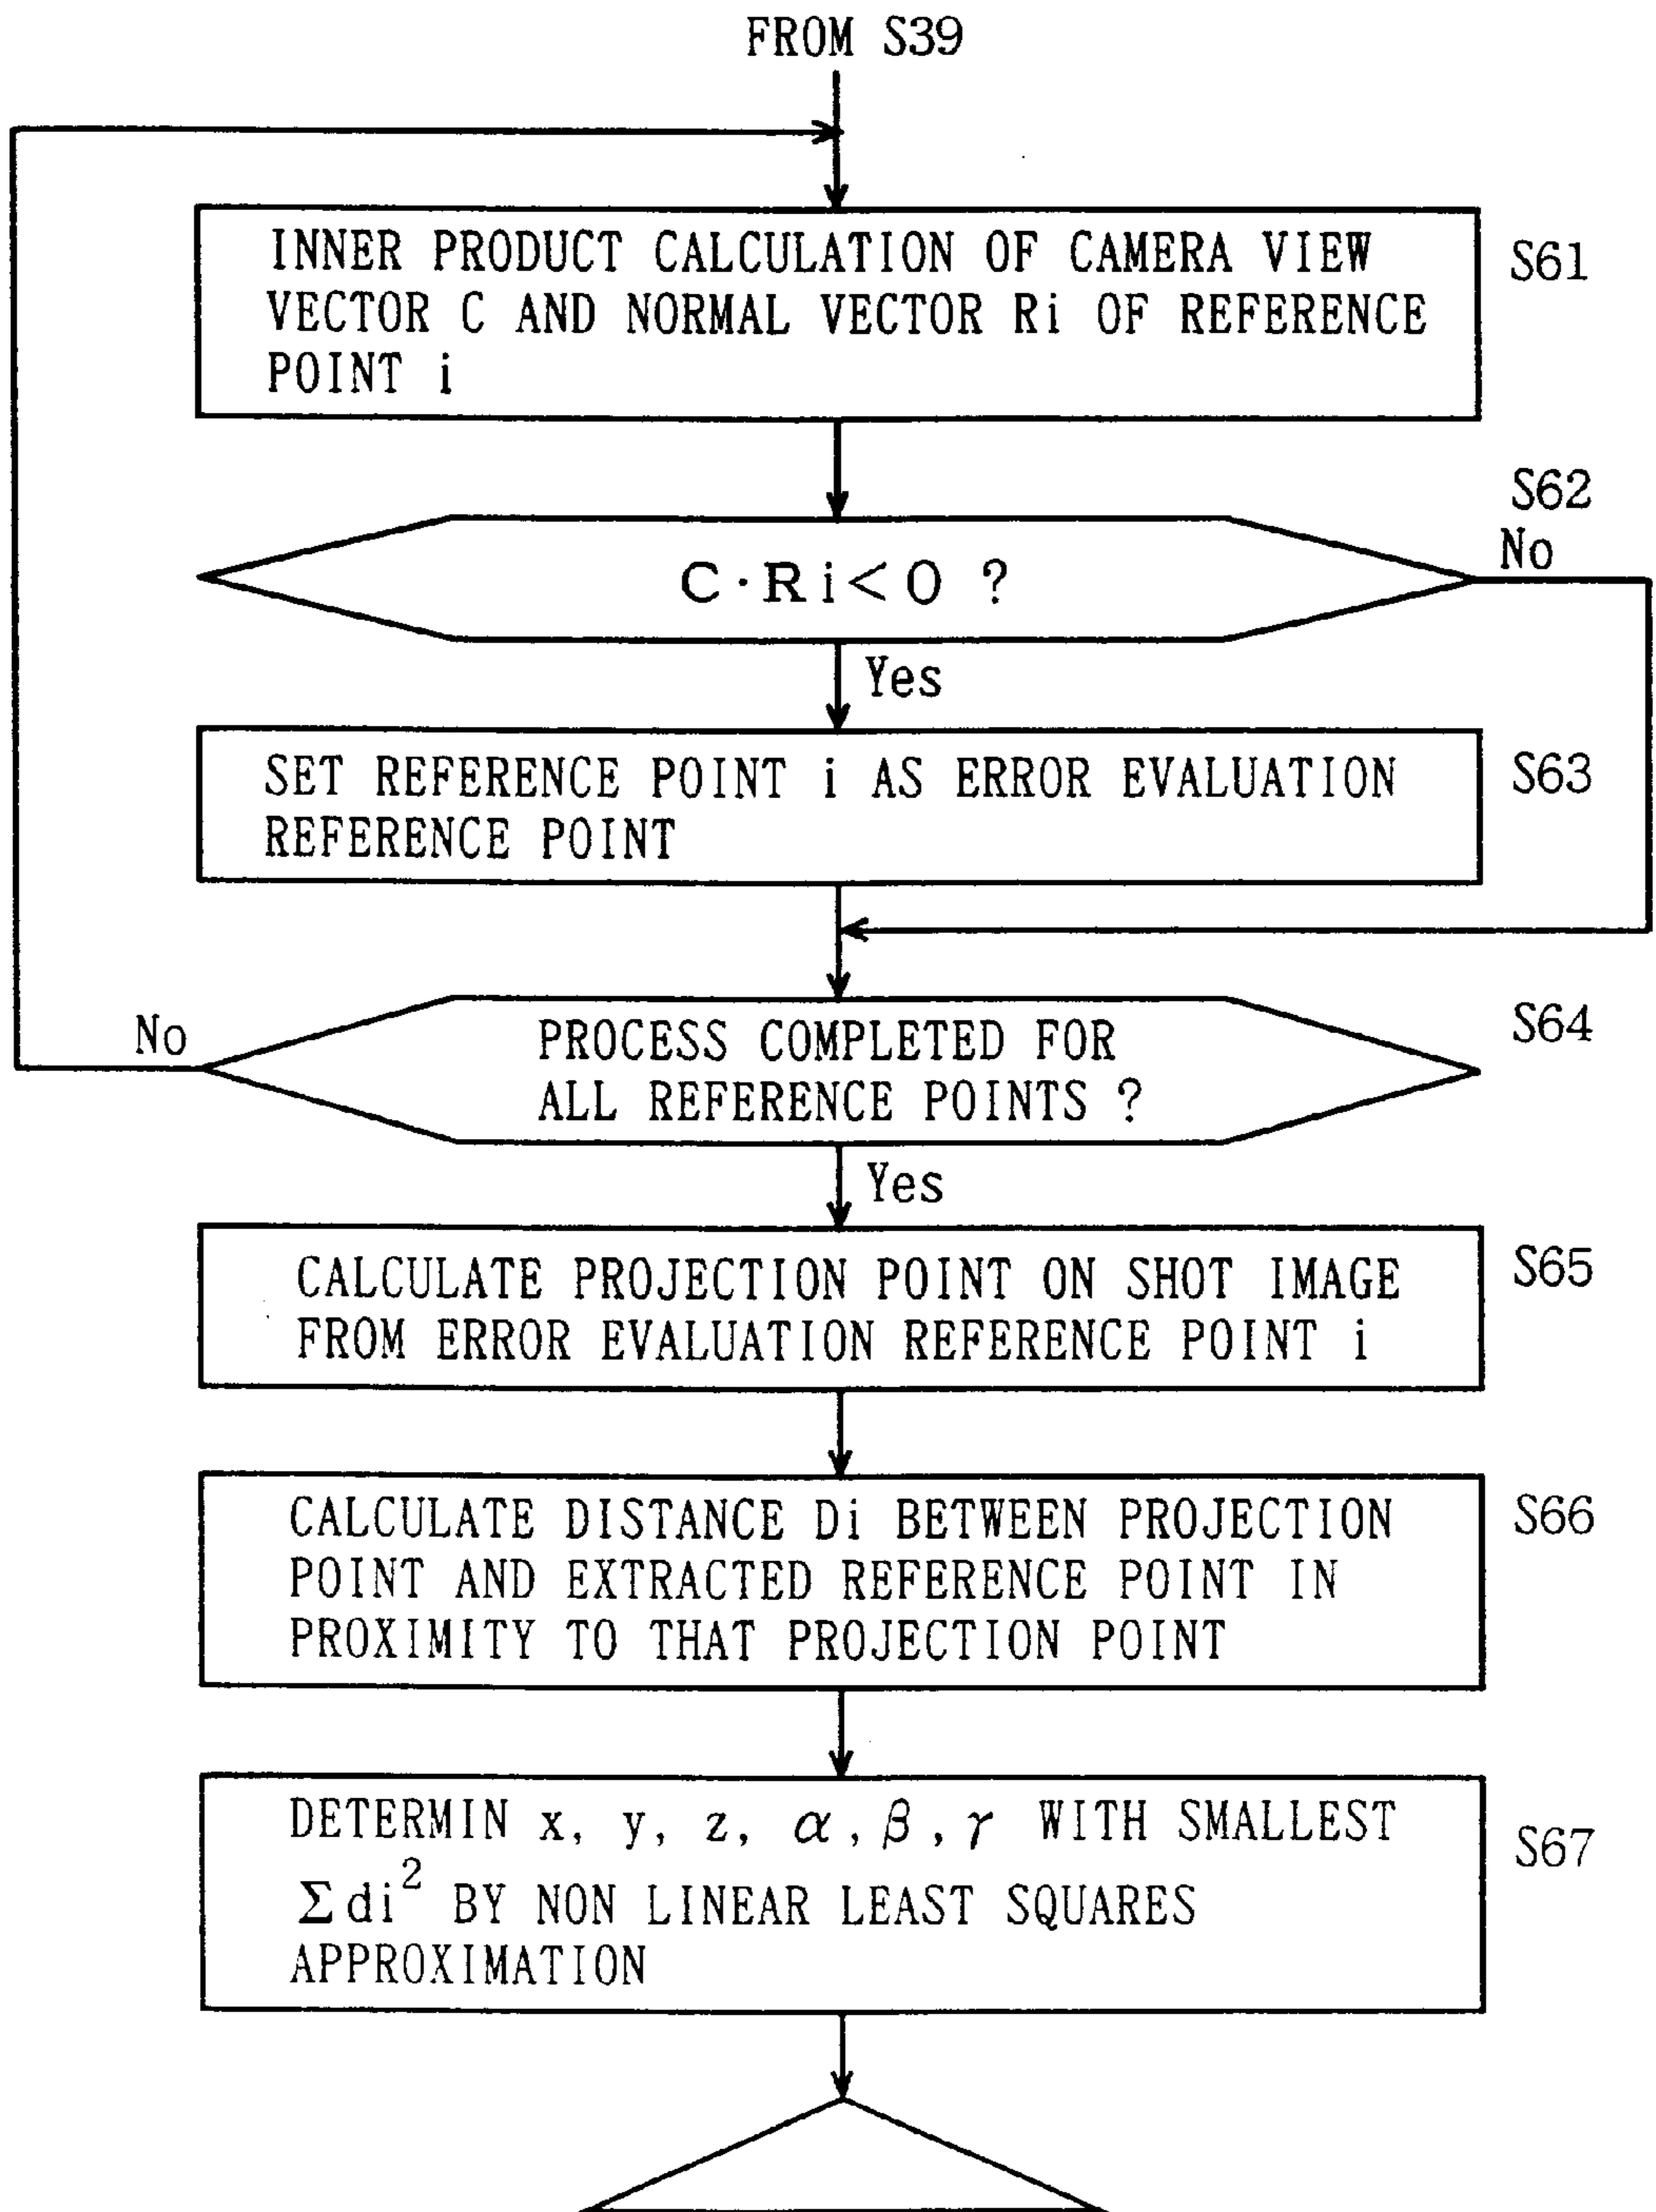 FROM S39
INNER PRODUCT CALCULATION OF CAMERA VIEW
VECTOR C AND NORMAL VECTOR Ri OF REFERENCE
POINT i
S61
S62
C·Ri<0 ?
No
Yes
SET REFERENCE POINT i AS ERROR EVALUATION
REFERENCE POINT
S63
No
PROCESS COMPLETED FOR
ALL REFERENCE POINTS ?
S64
Yes
CALCULATE PROJECTION POINT ON SHOT IMAGE
FROM ERROR EVALUATION REFERENCE POINT i
S65
CALCULATE DISTANCE Di BETWEEN PROJECTION
POINT AND EXTRACTED REFERENCE POINT IN
PROXIMITY TO THAT PROJECTION POINT
S66
DETERMIN x, y, z, α, β, γ WITH SMALLEST
Σdi² BY NON LINEAR LEAST SQUARES
APPROXIMATION
S67